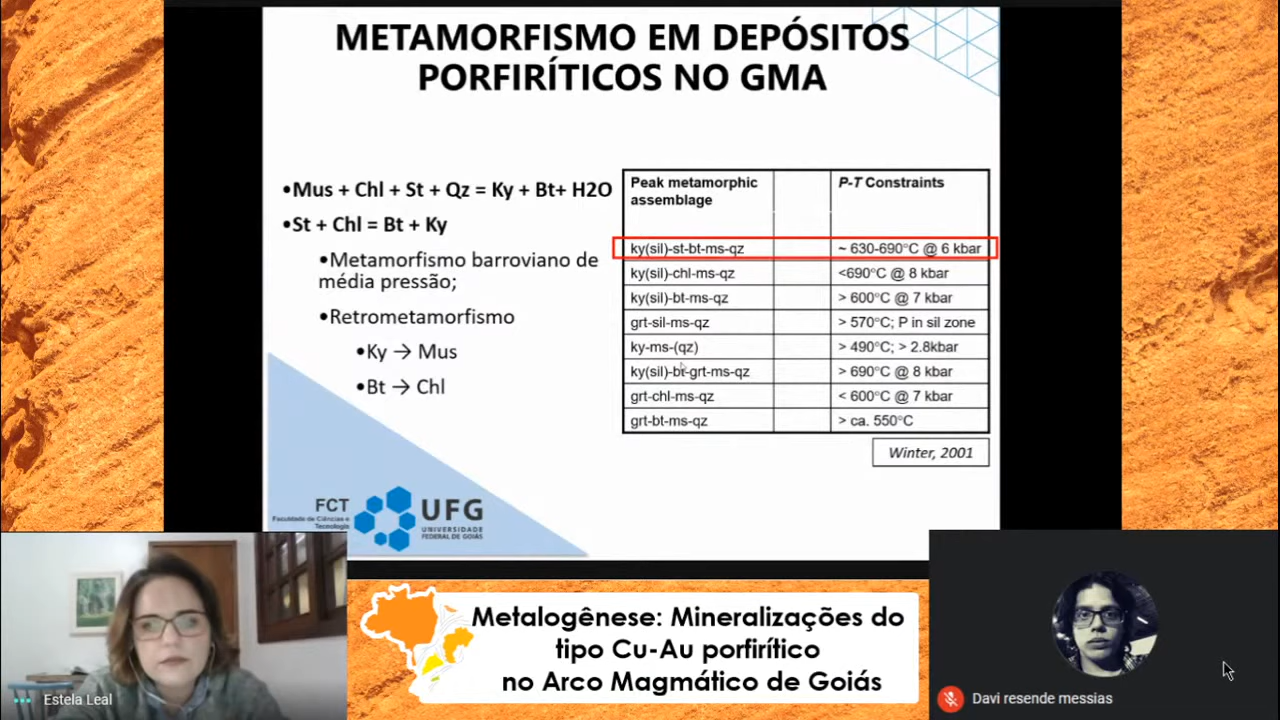 METAMORFISMO EM DEPÓSITOS
PORFIRÍTICOS NO GMA
•Mus + Chl + St + Qz = Ky + Bt+ H2O
•St + Chl = Bt + Ky
•Metamorfismo barroviano de
média pressão;
•Retrometamorfismo
•Ky → Mus
•Bt → Chl
Peak metamorphic
assemblage
P-T Constraints
ky(sil)-st-bt-ms-qz ~ 630-690°C @ 6 kbar
ky(sil)-chl-ms-qz <690°C @ 8 kbar
ky(sil)-bt-ms-qz > 600°C @ 7 kbar
grt-sil-ms-qz > 570°C; P in sil zone
ky-ms-(qz) > 490°C; > 2.8kbar
ky(sil)-bt-grt-ms-qz > 690°C @ 8 kbar
grt-chl-ms-qz < 600°C @ 7 kbar
grt-bt-ms-qz > ca. 550°C
Winter, 2001
FCT
Faculdade de Ciências e
Tecnologia
UFG
UNIVERSIDADE
FEDERAL DE GOIÁS
Metalogênese: Mineralizações do
tipo Cu-Au porfirítico
no Arco Magmático de Goiás
Estela Leal
Davi resende messias